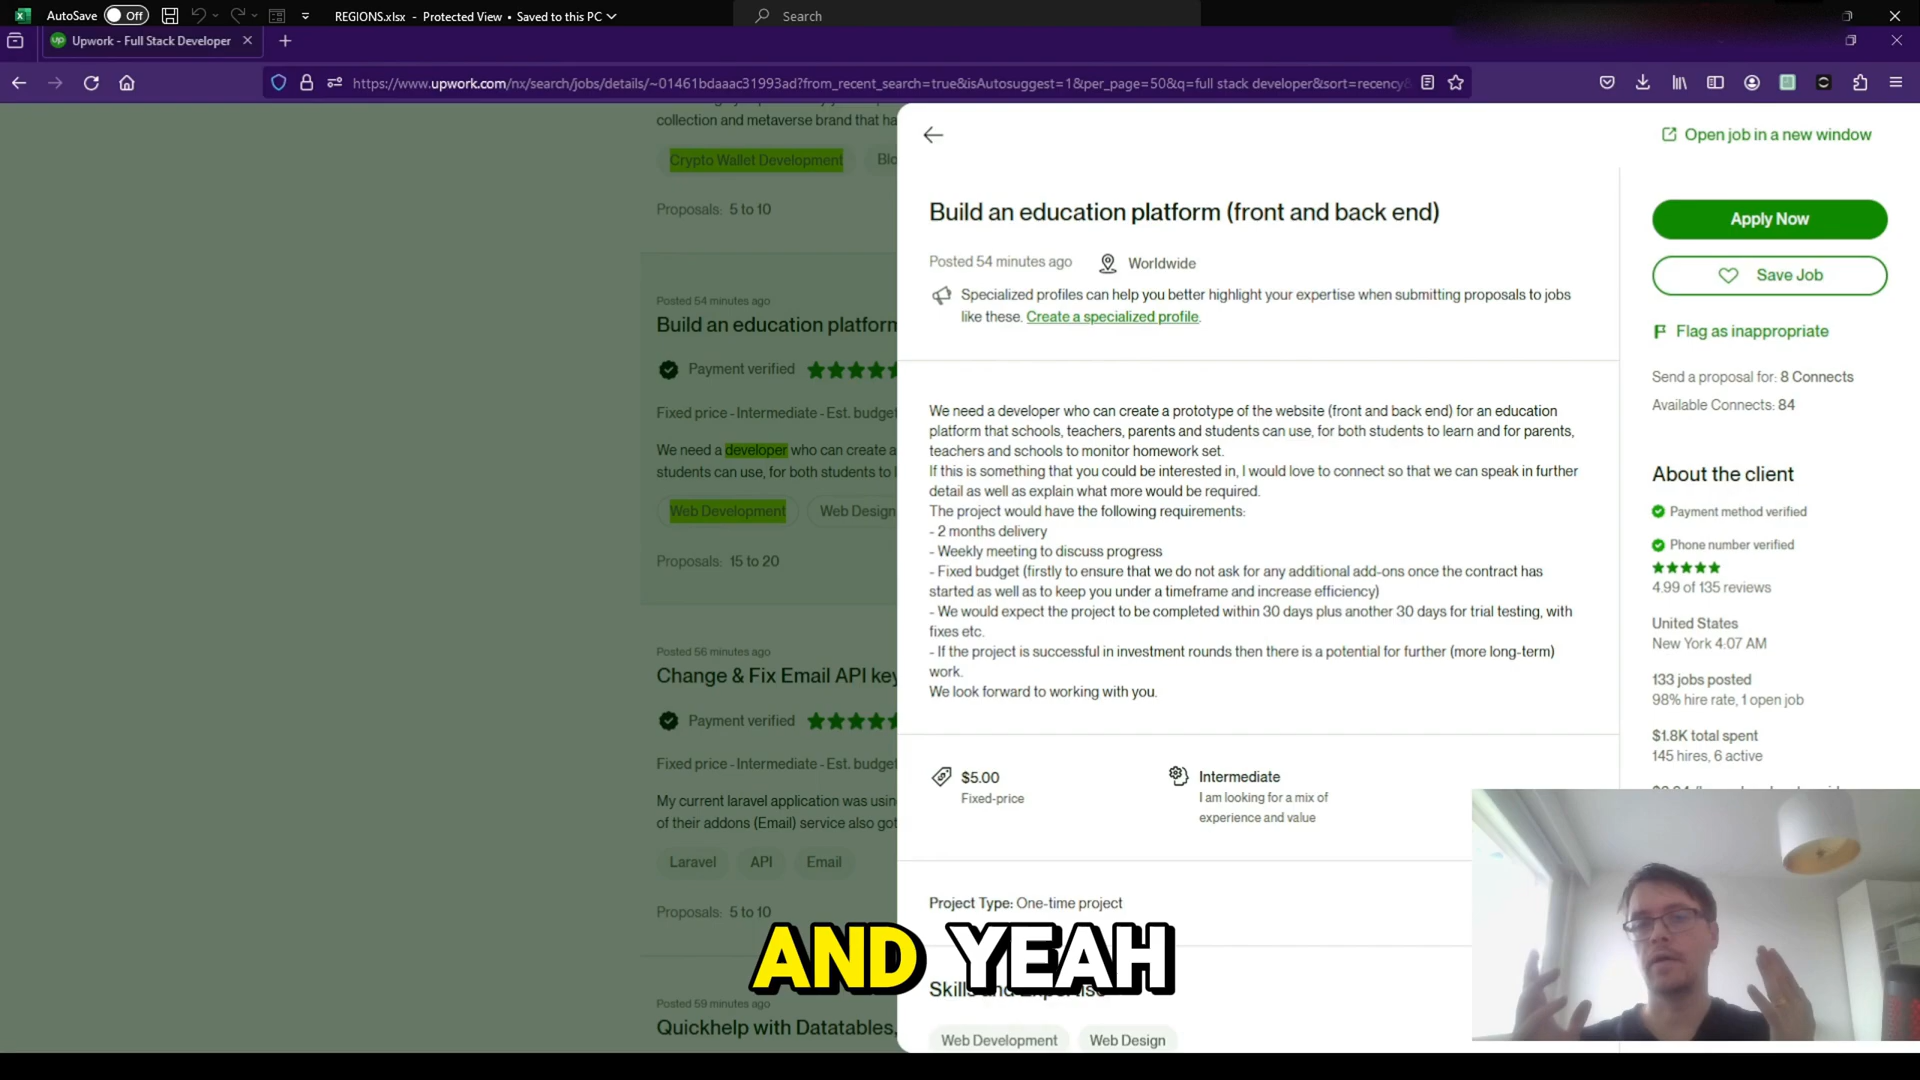 AutoSave Off REGIONS.xlsx - Protected View • Saved to this PC Search
up Upwork - Full Stack Developer
https://www.upwork.com/nx/search/jobs/details/~01461bdaaac31993ad?from_recent_search=true&isAutosuggest=1&per_page=50&q=full stack developer&sort=recency&
collection and metaverse brand that ha
Crypto Wallet Development Blo
Proposals: 5 to 10
Posted 54 minutes ago
Build an education platform
Payment verified
Fixed price - Intermediate - Est. budget
We need a developer who can create a
students can use, for both students to l
Web Development Web Design
Proposals: 15 to 20
Posted 56 minutes ago
Change & Fix Email API key
Payment verified
Fixed price - Intermediate - Est. budget
My current laravel application was usin
of their addons (Email) service also got
Laravel API Email
Proposals: 5 to 10
Posted 59 minutes ago
Quickhelp with Datatables,
Open job in a new window
Build an education platform (front and back end)
Posted 54 minutes ago Worldwide
Specialized profiles can help you better highlight your expertise when submitting proposals to jobs
like these. Create a specialized profile.
We need a developer who can create a prototype of the website (front and back end) for an education
platform that schools, teachers, parents and students can use, for both students to learn and for parents,
teachers and schools to monitor homework set.
If this is something that you could be interested in, I would love to connect so that we can speak in further
detail as well as explain what more would be required.
The project would have the following requirements:
- 2 months delivery
- Weekly meeting to discuss progress
- Fixed budget (firstly to ensure that we do not ask for any additional add-ons once the contract has
started as well as to keep you under a timeframe and increase efficiency)
- We would expect the project to be completed within 30 days plus another 30 days for trial testing, with
fixes etc.
- If the project is successful in investment rounds then there is a potential for further (more long-term)
work.
We look forward to working with you.
$5.00
Fixed-price
Intermediate
I am looking for a mix of
experience and value
Project Type: One-time project
AND YEAH
Skills and Expertise
Web Development Web Design
Apply Now
Save Job
Flag as inappropriate
Send a proposal for: 8 Connects
Available Connects: 84
About the client
Payment method verified
Phone number verified
4.99 of 135 reviews
United States
New York 4:07 AM
133 jobs posted
98% hire rate, 1 open job
$1.8K total spent
145 hires, 6 active